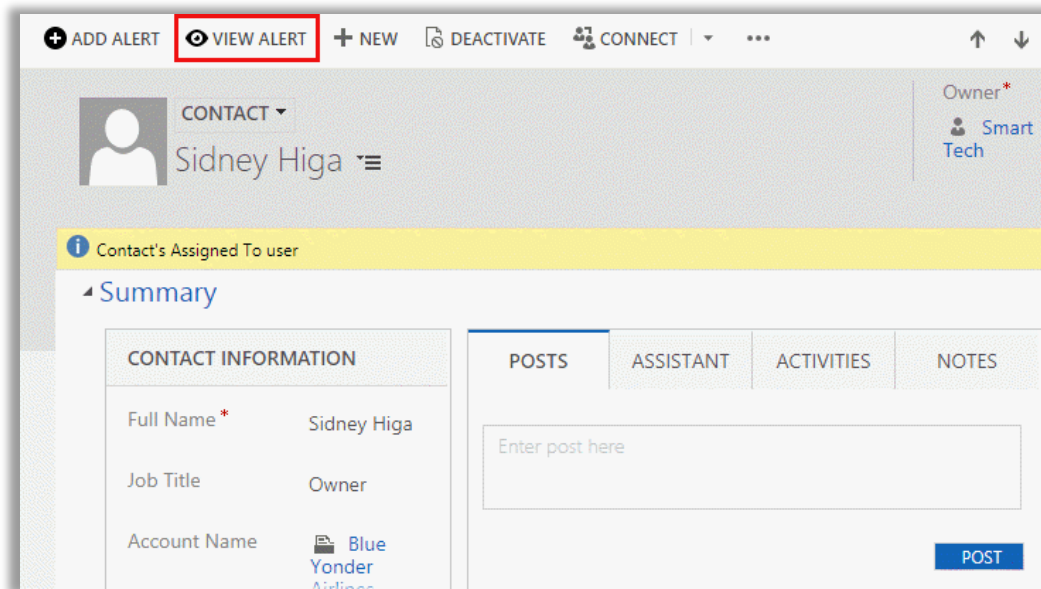 ADD ALERT VIEW ALERT NEW DEACTIVATE CONNECT
CONTACT
Sidney Higa
Owner*
Smart
Tech
Contact's Assigned To user
Summary
CONTACT INFORMATION
Full Name* Sidney Higa
Job Title Owner
Account Name Blue
Yonder
Airlines
POSTS ASSISTANT ACTIVITIES NOTES
Enter post here
POST